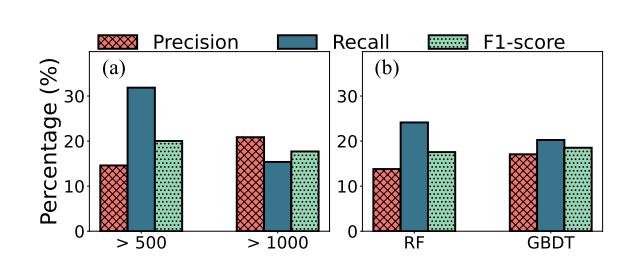 Precision Recall F1-score
(a) (b)
Percentage (%)
30 30
20 20
10 10
0 0
> 500 > 1000 RF GBDT